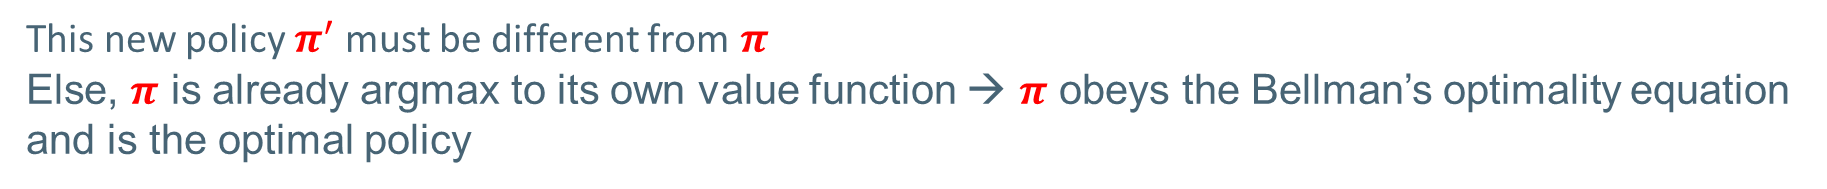 This new policy π′ must be different from π
Else, π is already argmax to its own value function → π obeys the Bellman’s optimality equation
and is the optimal policy